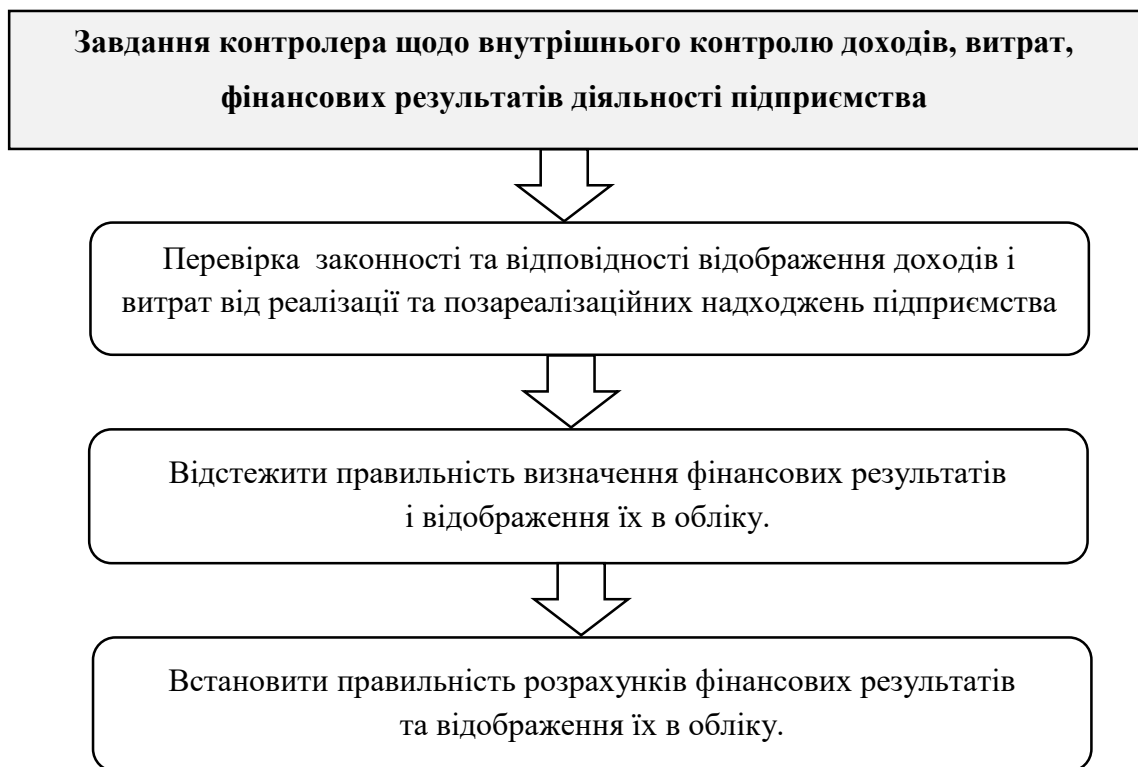 Завдання контролера щодо внутрішнього контролю доходів, витрат,
фінансових результатів діяльності підприємства
Перевірка законності та відповідності відображення доходів і
витрат від реалізації та позареалізаційних надходжень підприємства
Відстежити правильність визначення фінансових результатів
і відображення їх в обліку.
Встановити правильність розрахунків фінансових результатів
та відображення їх в обліку.